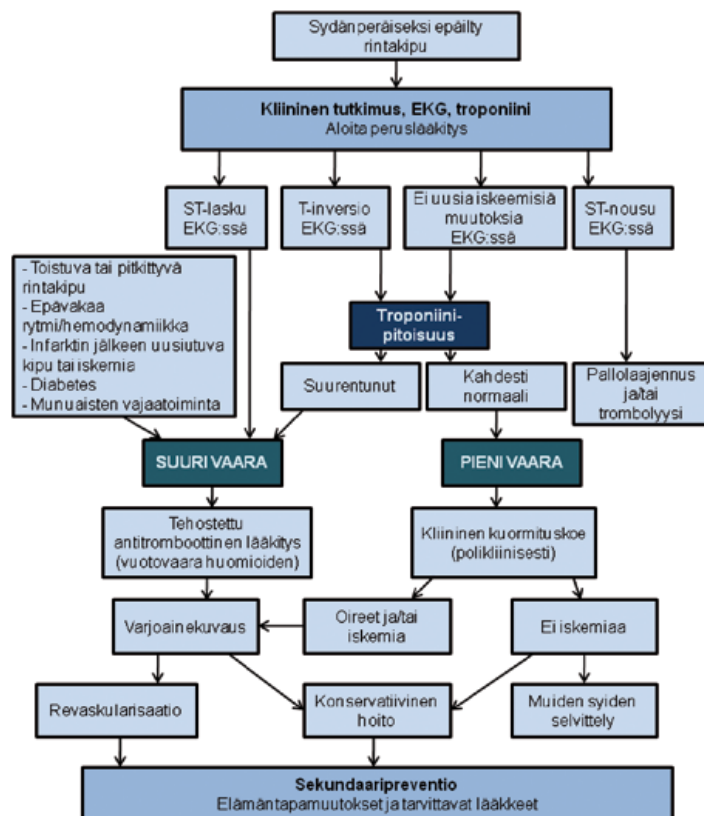 Sydänperäiseksi epäilty
rintakipu
Kliininen tutkimus, EKG, troponiini
Aloita peruslääkitys
ST-lasku
EKG:ssä
T-inversio
EKG:ssä
Ei uusia iskeemisiä
muutoksia
EKG:ssä
ST-nousu
EKG:ssä
- Toistuva tai pitkittyvä
rintakipu
- Epävakaa
rytmi/hemodynamiikka
- Infarktin jälkeen uusiutuva
kipu tai iskemia
- Diabetes
- Munuaisten vajaatoiminta
Troponiini-
pitoisuus
Suurentunut
Kahdesti
normaali
Pallolaajennus
ja/tai
trombolyysi
SUURI VAARA
PIENI VAARA
Tehostettu
antitromboottinen lääkitys
(vuotovaara huomioiden)
Kliininen kuormituskoe
(polikliinisesti)
Varjoainekuvaus
Oireet ja/tai
iskemia
Ei iskemiaa
Revaskularisaatio
Konservatiivinen
hoito
Muiden syiden
selvittely
Sekundaaripreventio
Elämäntapamuutokset ja tarvittavat lääkkeet